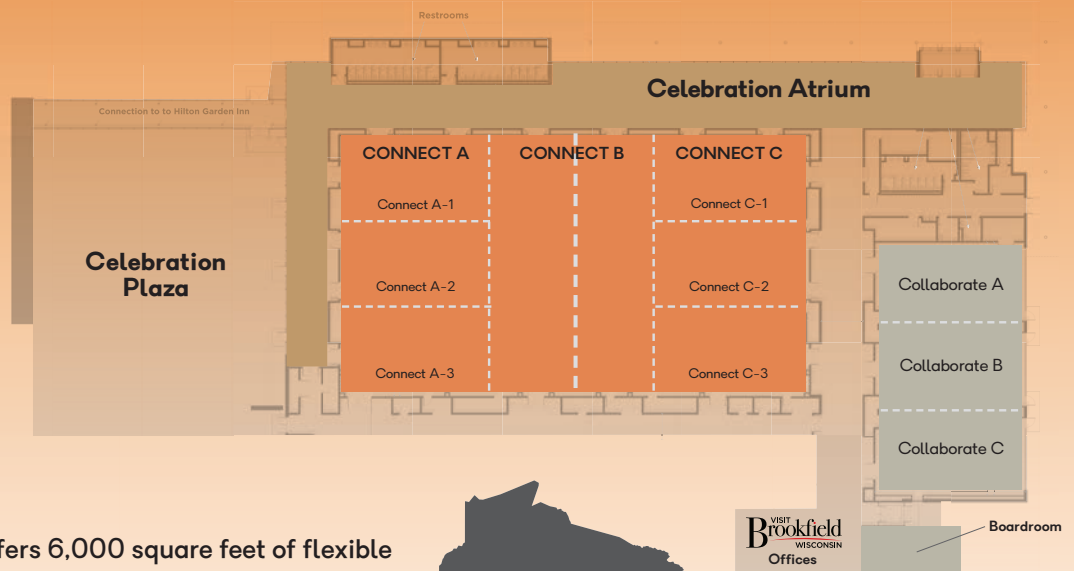 Restrooms
Celebration Atrium
Connection to to Hilton Garden Inn
CONNECT A
CONNECT B
CONNECT C
Connect A-1
Connect C-1
Celebration
Plaza
Connect A-2
Connect C-2
Connect A-3
Connect C-3
Collaborate A
Collaborate B
Collaborate C
Boardroom
VISIT
Brookfield
WISCONSIN
Offices
fers 6,000 square feet of flexible